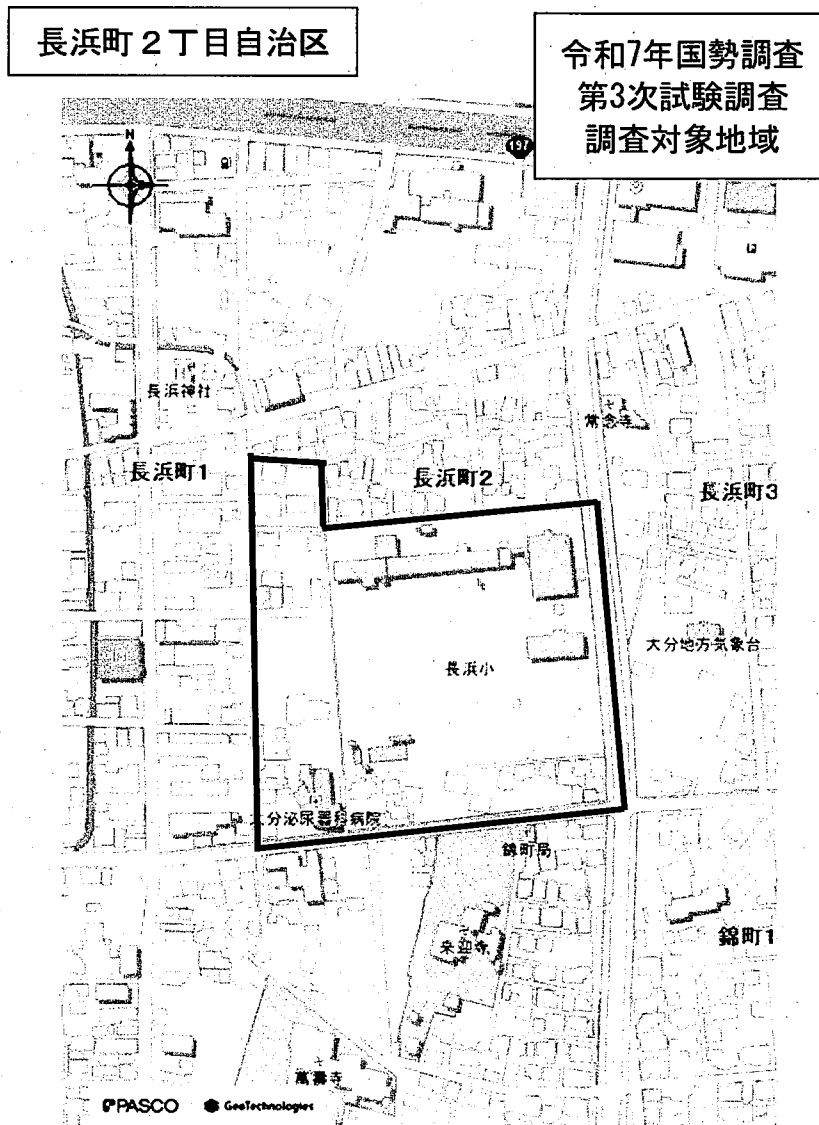 長浜町2丁目自治区
令和7年国勢調査
第3次試験調査
調査対象地域
N
197
長浜神社
常念寺
長浜町1
長浜町2
長浜町3
大分地方気象台
長浜小
大分泌尿器科病院
錦町局
来迎寺
錦町1
萬壽寺
PASCO
GeoTechnologies